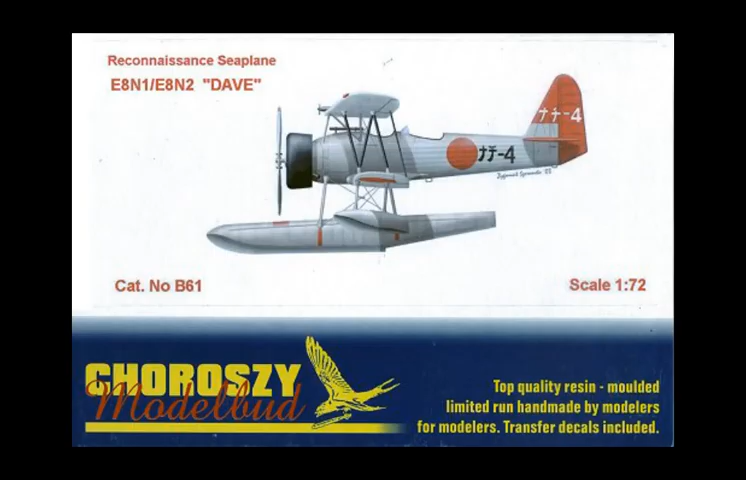 Reconnaissance Seaplane
E8N1/E8N2 "DAVE"
ナナ-4
ナチ-4
Cat. No B61
Scale 1:72
CHOROSZY
Modelbud
Top quality resin - moulded
limited run handmade by modelers
for modelers. Transfer decals included.